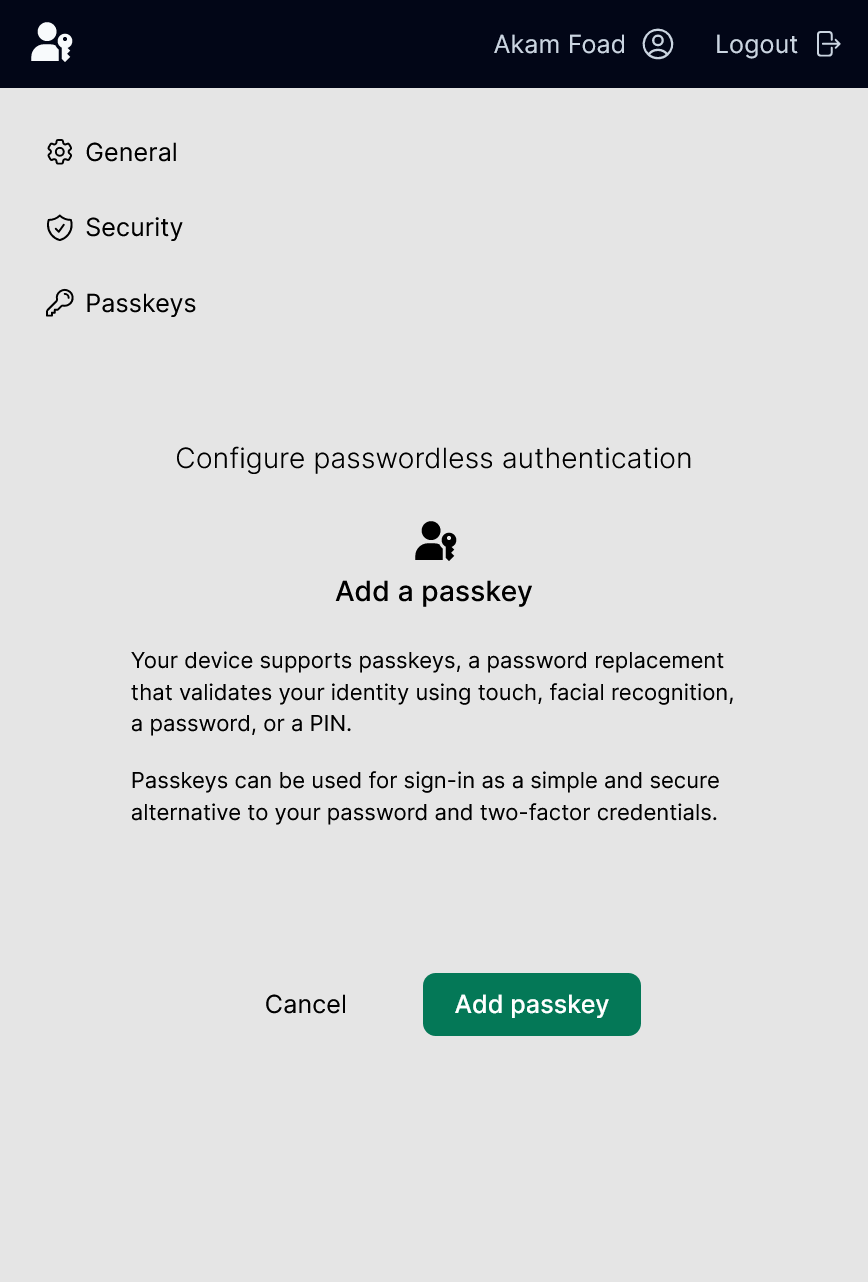 Akam Foad Logout
General
Security
Passkeys
Configure passwordless authentication
Add a passkey
Your device supports passkeys, a password replacement
that validates your identity using touch, facial recognition,
a password, or a PIN.
Passkeys can be used for sign-in as a simple and secure
alternative to your password and two-factor credentials.
Cancel Add passkey